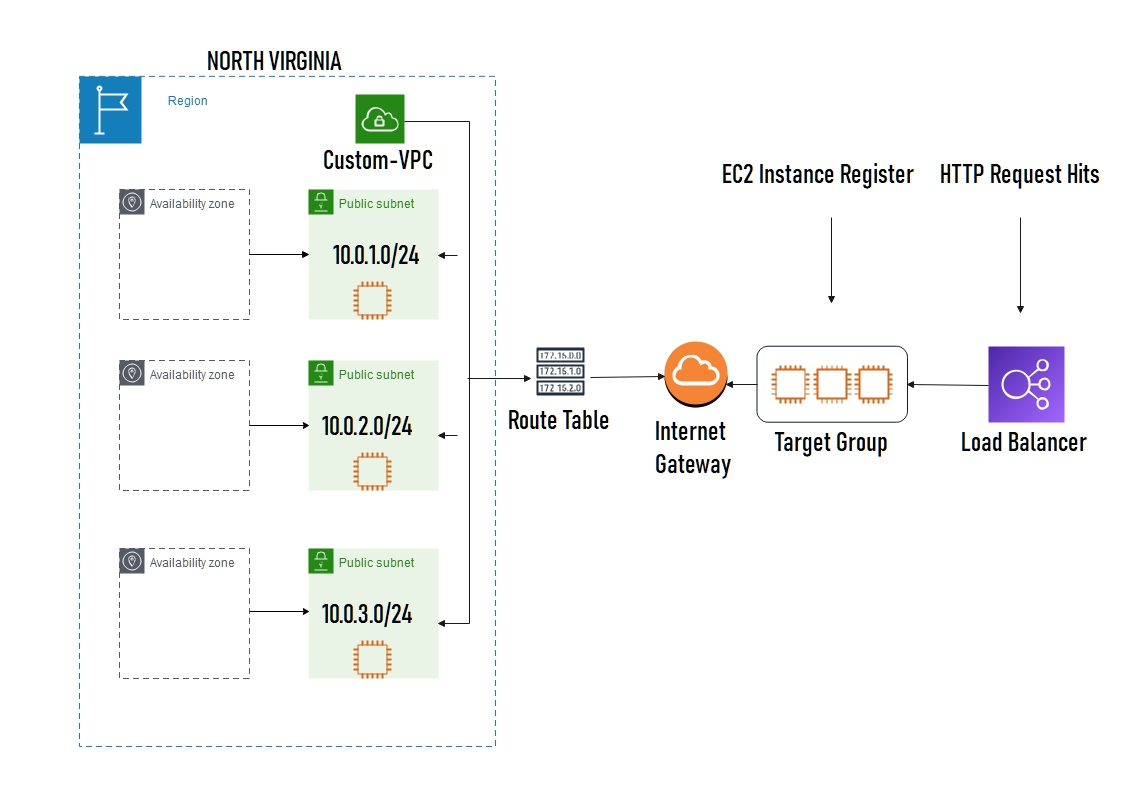 NORTH VIRGINIA
Region
Custom-VPC
Availability zone
Public subnet
10.0.1.0/24
Availability zone
Public subnet
10.0.2.0/24
Availability zone
Public subnet
10.0.3.0/24
172.16.0.0
172.16.1.0
172.16.2.0
Route Table
Internet
Gateway
EC2 Instance Register
Target Group
HTTP Request Hits
Load Balancer